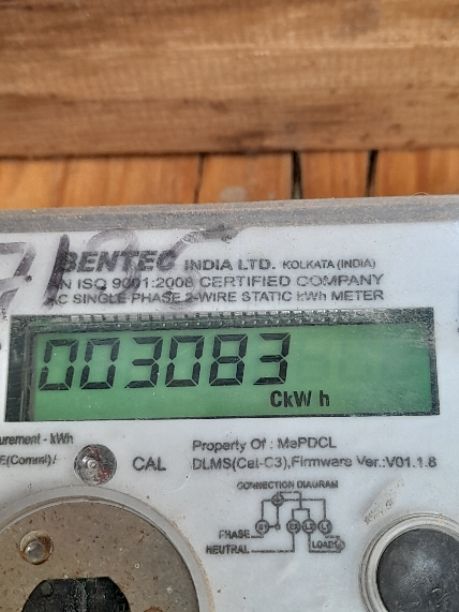 BENTEC INDIA LTD. KOLKATA (INDIA)
AN ISO 9001:2008 CERTIFIED COMPANY
AC SINGLE PHASE 2-WIRE STATIC kWh METER
003083
CkW h
urement - kWh
Property Of : MePDCL
CAL
DLMS(Cat-C3),Firmware Ver.:V01.1.8
CONNECTION DIAGRAM
PHASE
NEUTRAL
LOAD